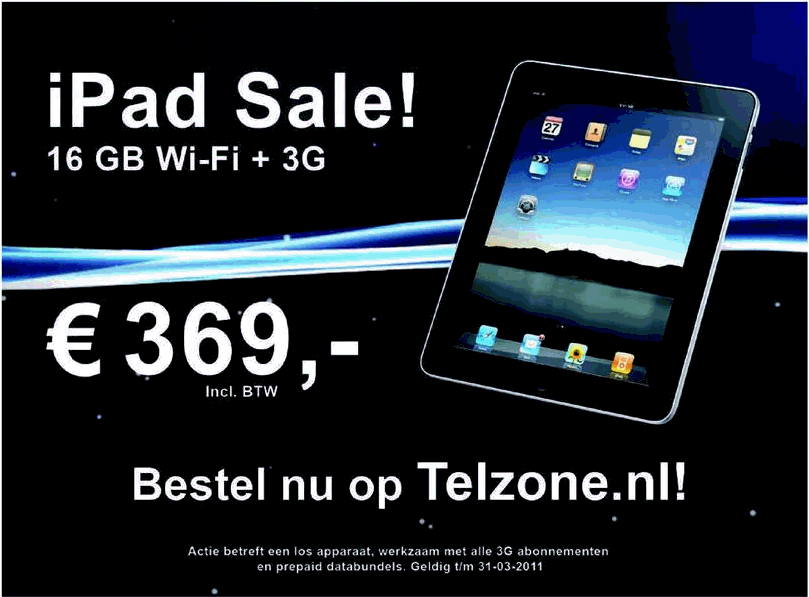 iPad Sale!
16 GB Wi-Fi + 3G
27
€ 369,-
Incl. BTW
Bestel nu op Telzone.nl!
Actie betreft een los apparaat, werkzaam met alle 3G abonnementen
en prepaid databundels. Geldig t/m 31-03-2011